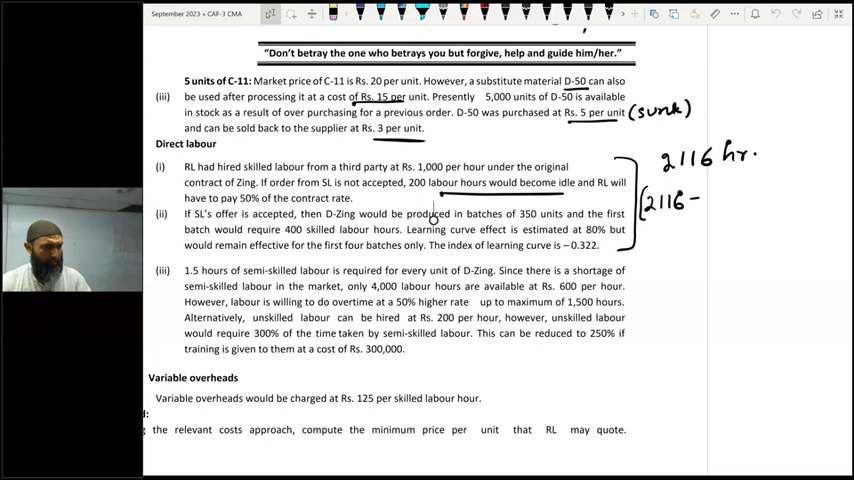 September 2023 » CAF-3 CMA
"Don't betray the one who betrays you but forgive, help and guide him/her."
5 units of C-11: Market price of C-11 is Rs. 20 per unit. However, a substitute material D-50 can also
(iii) be used after processing it at a cost of Rs. 15 per unit. Presently 5,000 units of D-50 is available
in stock as a result of over purchasing for a previous order. D-50 was purchased at Rs. 5 per unit (sunk)
and can be sold back to the supplier at Rs. 3 per unit.
Direct labour
2116 hr.
(i) RL had hired skilled labour from a third party at Rs. 1,000 per hour under the original
contract of Zing. If order from SL is not accepted, 200 labour hours would become idle and RL will
have to pay 50% of the contract rate.
[2116 -
(ii) If SL's offer is accepted, then D-Zing would be produced in batches of 350 units and the first
batch would require 400 skilled labour hours. Learning curve effect is estimated at 80% but
would remain effective for the first four batches only. The index of learning curve is – 0.322.
(iii) 1.5 hours of semi-skilled labour is required for every unit of D-Zing. Since there is a shortage of
semi-skilled labour in the market, only 4,000 labour hours are available at Rs. 600 per hour.
However, labour is willing to do overtime at a 50% higher rate up to maximum of 1,500 hours.
Alternatively, unskilled labour can be hired at Rs. 200 per hour, however, unskilled labour
would require 300% of the time taken by semi-skilled labour. This can be reduced to 250% if
training is given to them at a cost of Rs. 300,000.
Variable overheads
Variable overheads would be charged at Rs. 125 per skilled labour hour.
d:
g the relevant costs approach, compute the minimum price per unit that RL may quote.